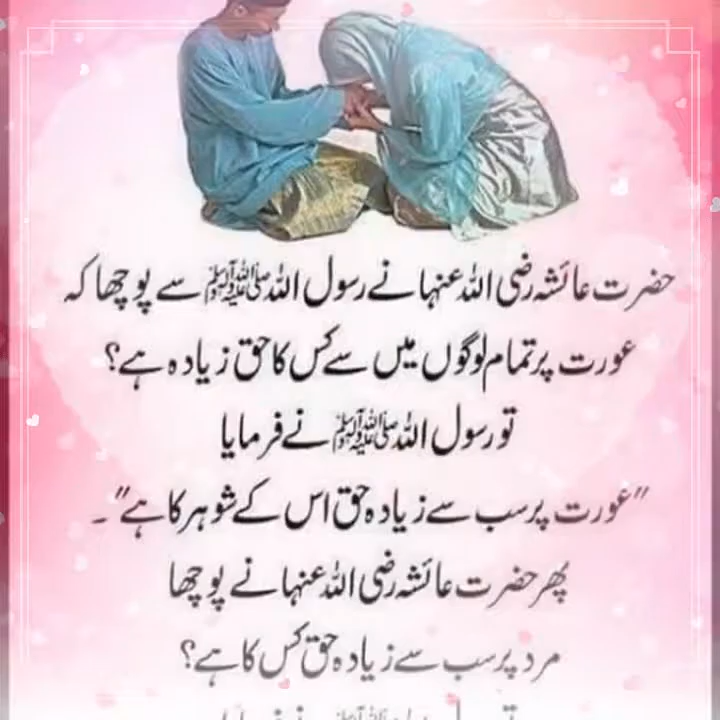 حضرت عائشہ رضی اللہ عنہا نے رسول اللہ ﷺ سے پوچھا کہ
عورت پر تمام لوگوں میں سے کس کا حق زیادہ ہے؟
تو رسول اللہ ﷺ نے فرمایا
"عورت پر سب سے زیادہ حق اس کے شوہر کا ہے"۔
پھر حضرت عائشہ رضی اللہ عنہا نے پوچھا
مرد پر سب سے زیادہ حق کس کا ہے؟